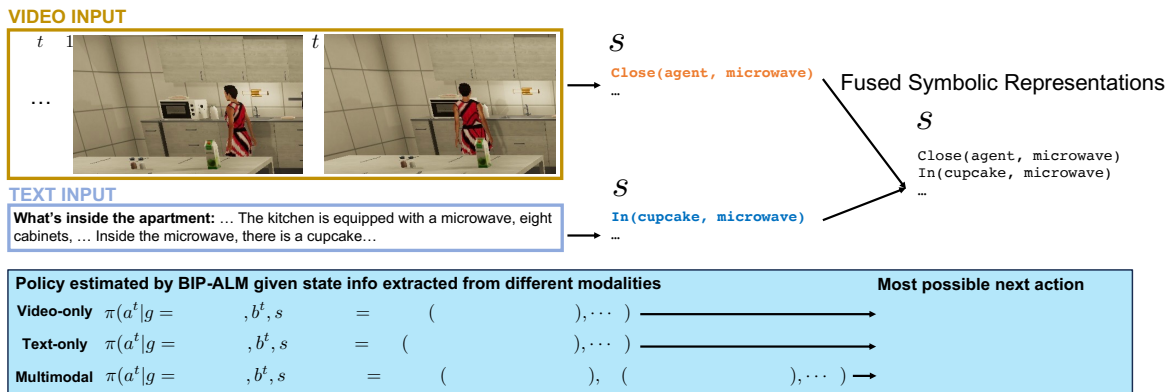 VIDEO INPUT
t 1
t
...
s
Close(agent, microwave)
…
Fused Symbolic Representations
s
Close(agent, microwave)
In(cupcake, microwave)
…
TEXT INPUT
What's inside the apartment: … The kitchen is equipped with a microwave, eight
cabinets, … Inside the microwave, there is a cupcake…
s
In(cupcake, microwave)
…
Policy estimated by BIP-ALM given state info extracted from different modalities
Most possible next action
Video-only π(a^t|g = , b^t, s = ( ), ⋯ )
Text-only π(a^t|g = , b^t, s = ( ), ⋯ )
Multimodal π(a^t|g = , b^t, s = ( ), ( ), ⋯ )